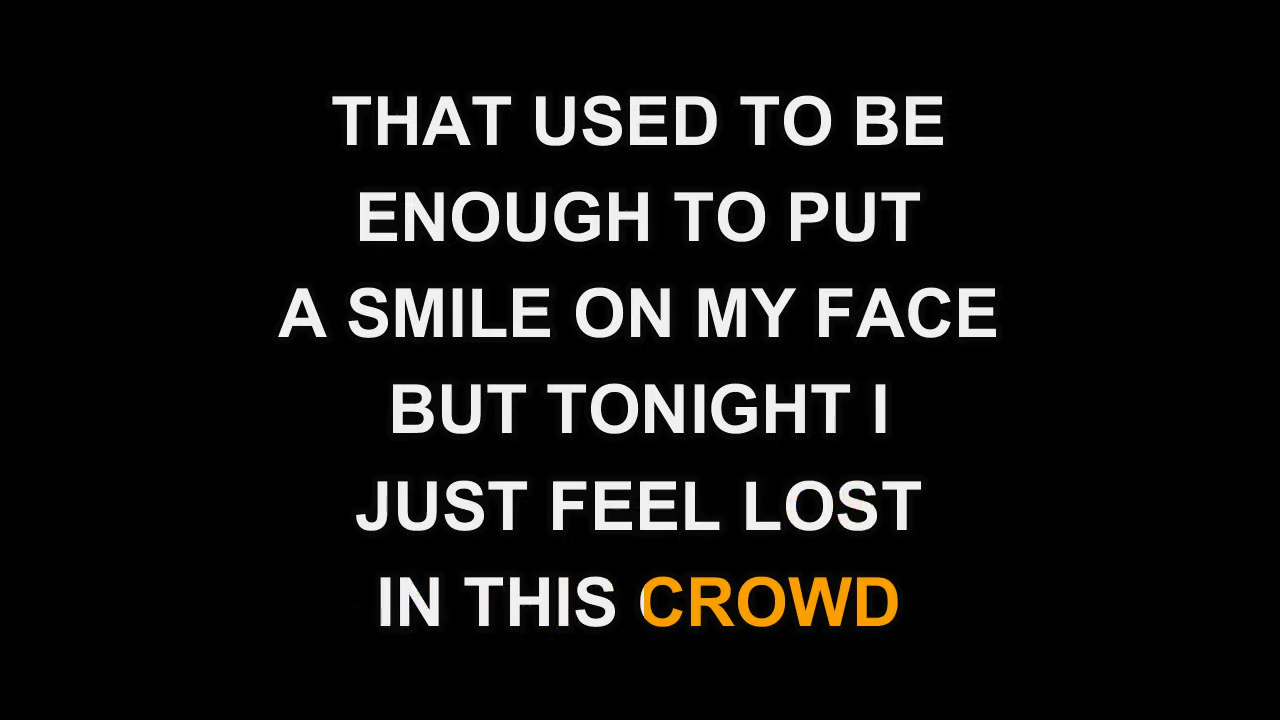 THAT USED TO BE
ENOUGH TO PUT
A SMILE ON MY FACE
BUT TONIGHT I
JUST FEEL LOST
IN THIS CROWD